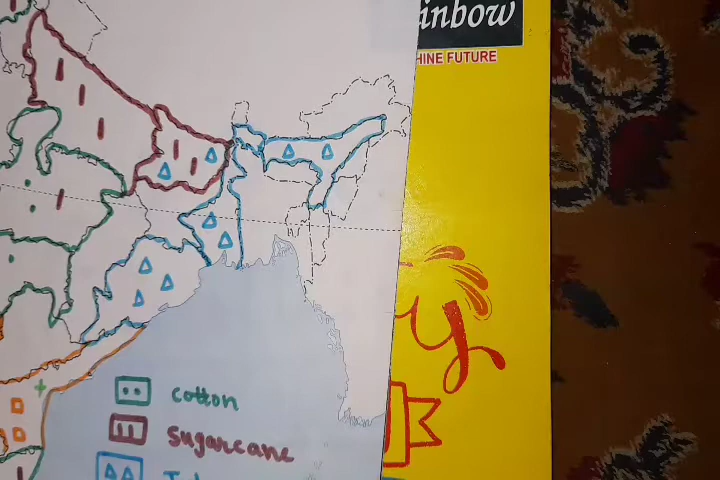 inbow
HINE FUTURE
y
cotton
Sugarcane